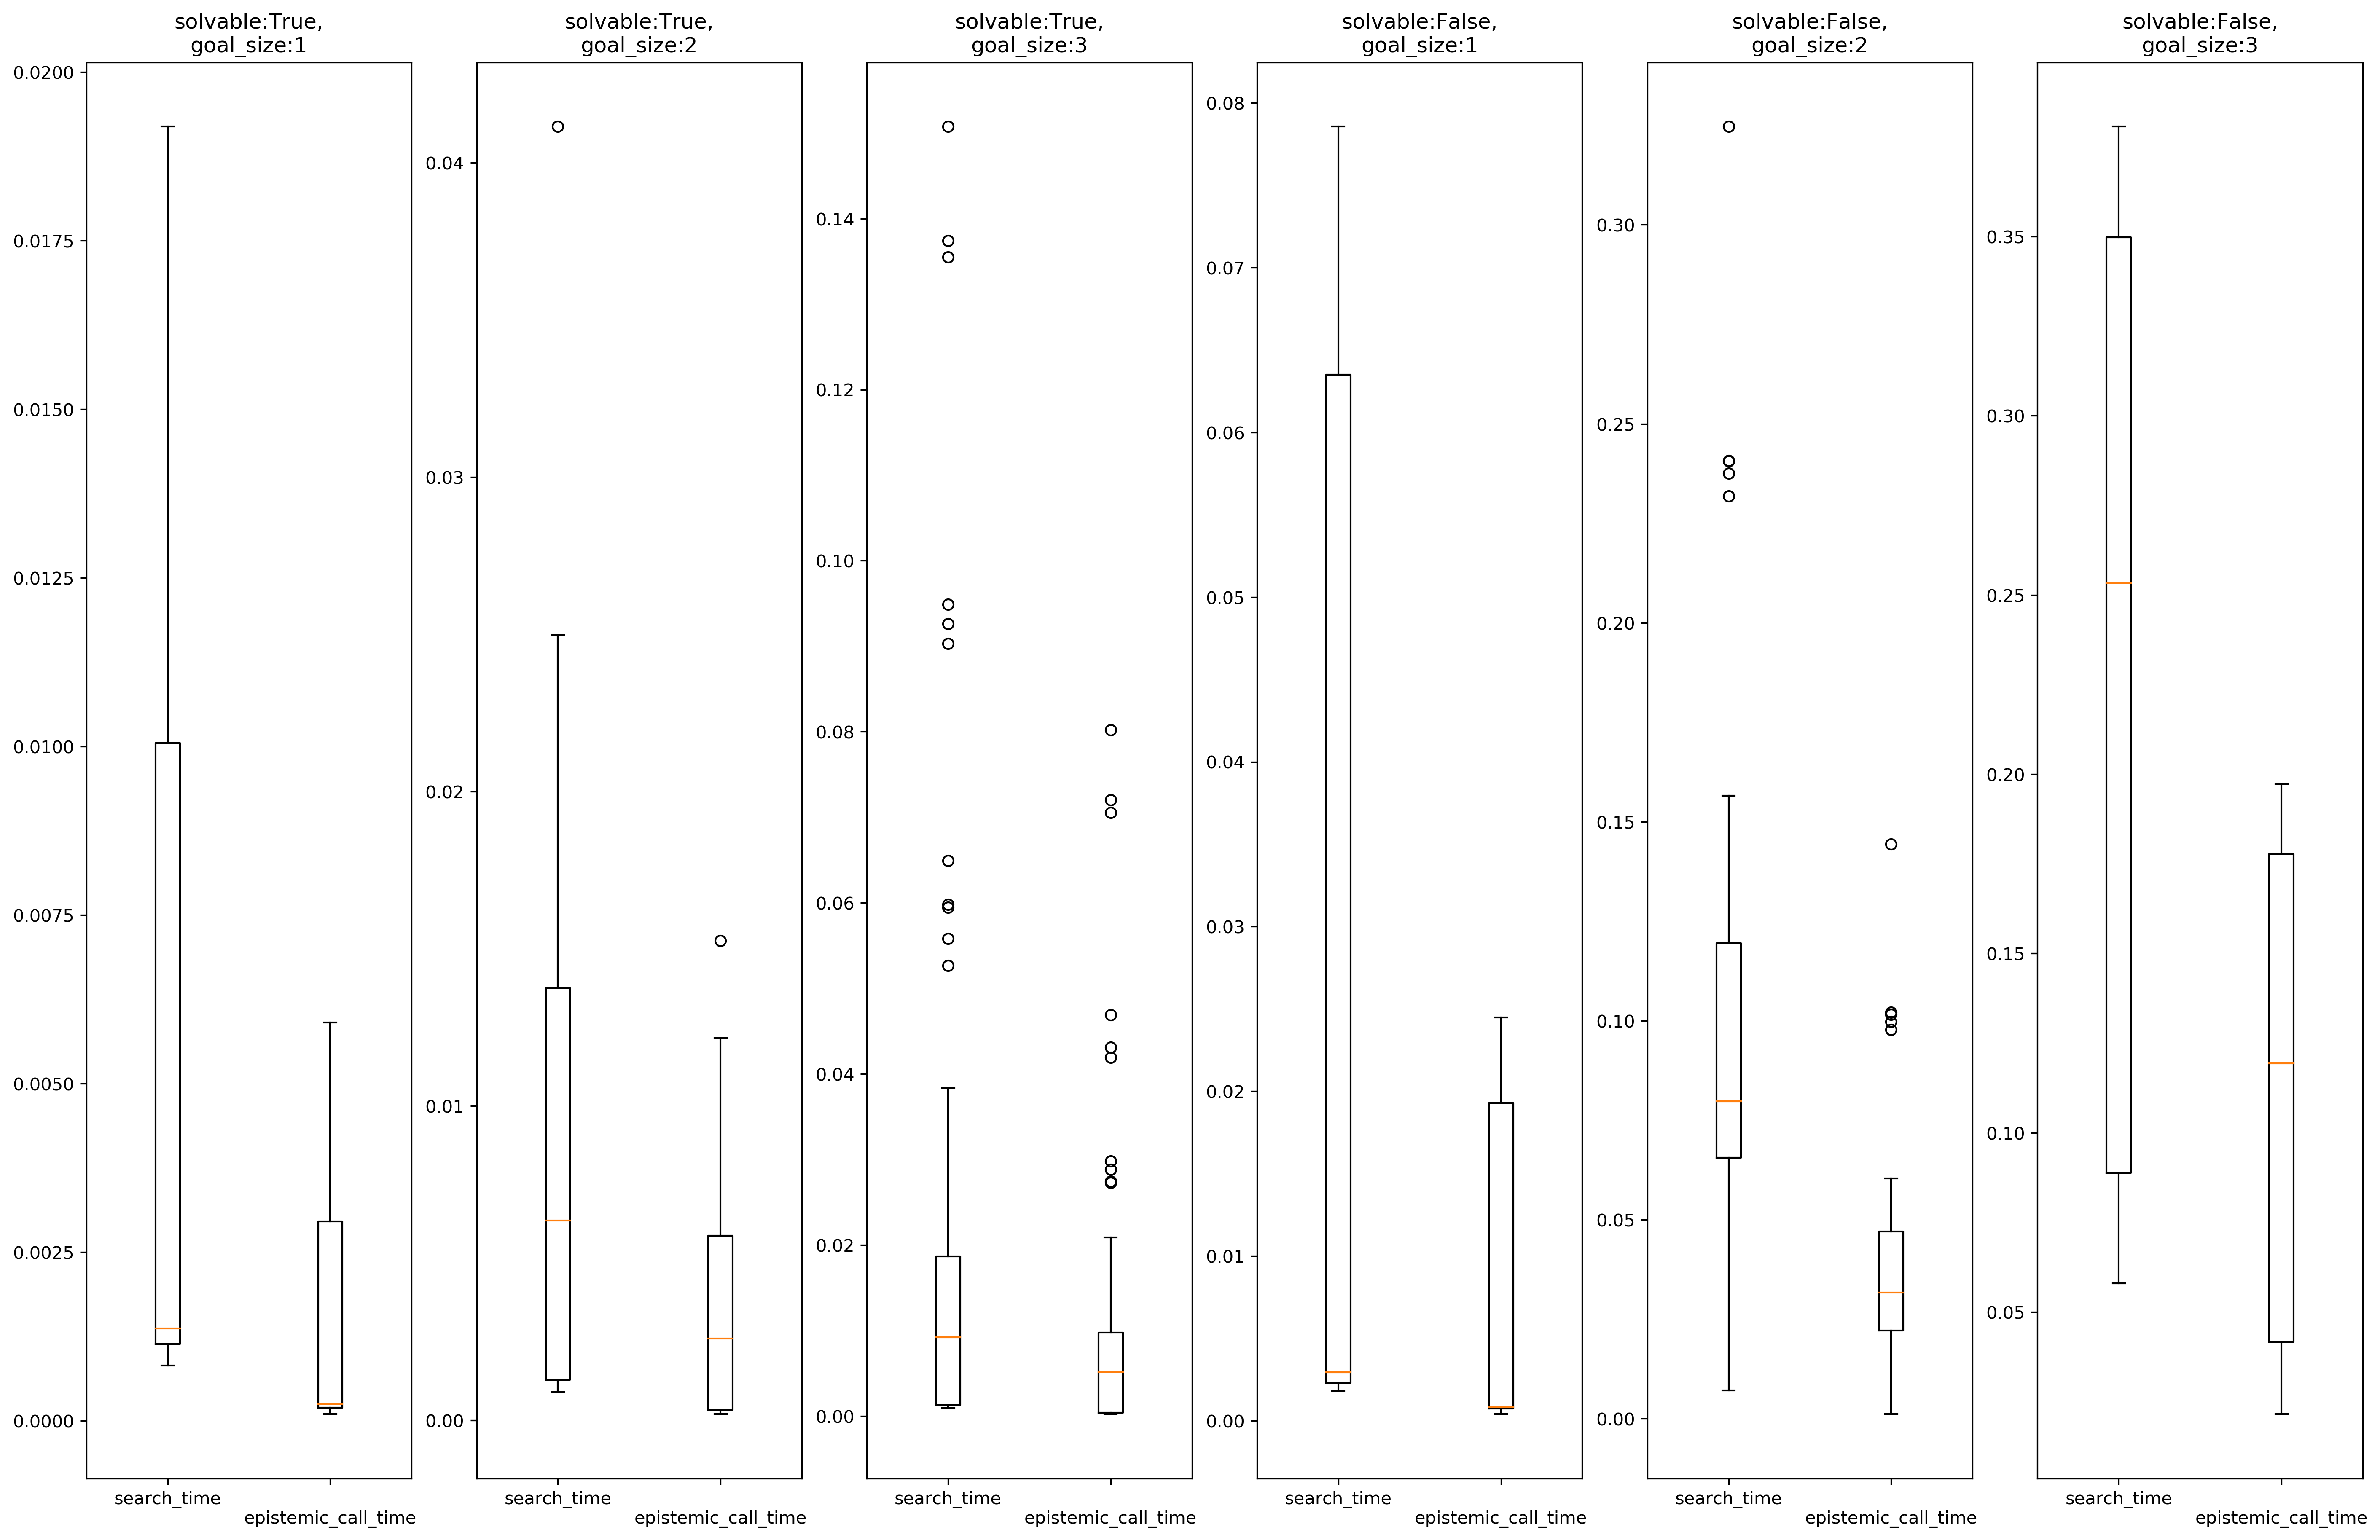 solvable:True,
goal_size:1
0.0200
0.0175
0.0150
0.0125
0.0100
0.0075
0.0050
0.0025
0.0000
search_time
epistemic_call_time
solvable:True,
goal_size:2
0.04
0.03
0.02
0.01
0.00
search_time
epistemic_call_time
solvable:True,
goal_size:3
0.14
0.12
0.10
0.08
0.06
0.04
0.02
0.00
search_time
epistemic_call_time
solvable:False,
goal_size:1
0.08
0.07
0.06
0.05
0.04
0.03
0.02
0.01
0.00
search_time
epistemic_call_time
solvable:False,
goal_size:2
0.30
0.25
0.20
0.15
0.10
0.05
0.00
search_time
epistemic_call_time
solvable:False,
goal_size:3
0.35
0.30
0.25
0.20
0.15
0.10
0.05
search_time
epistemic_call_time